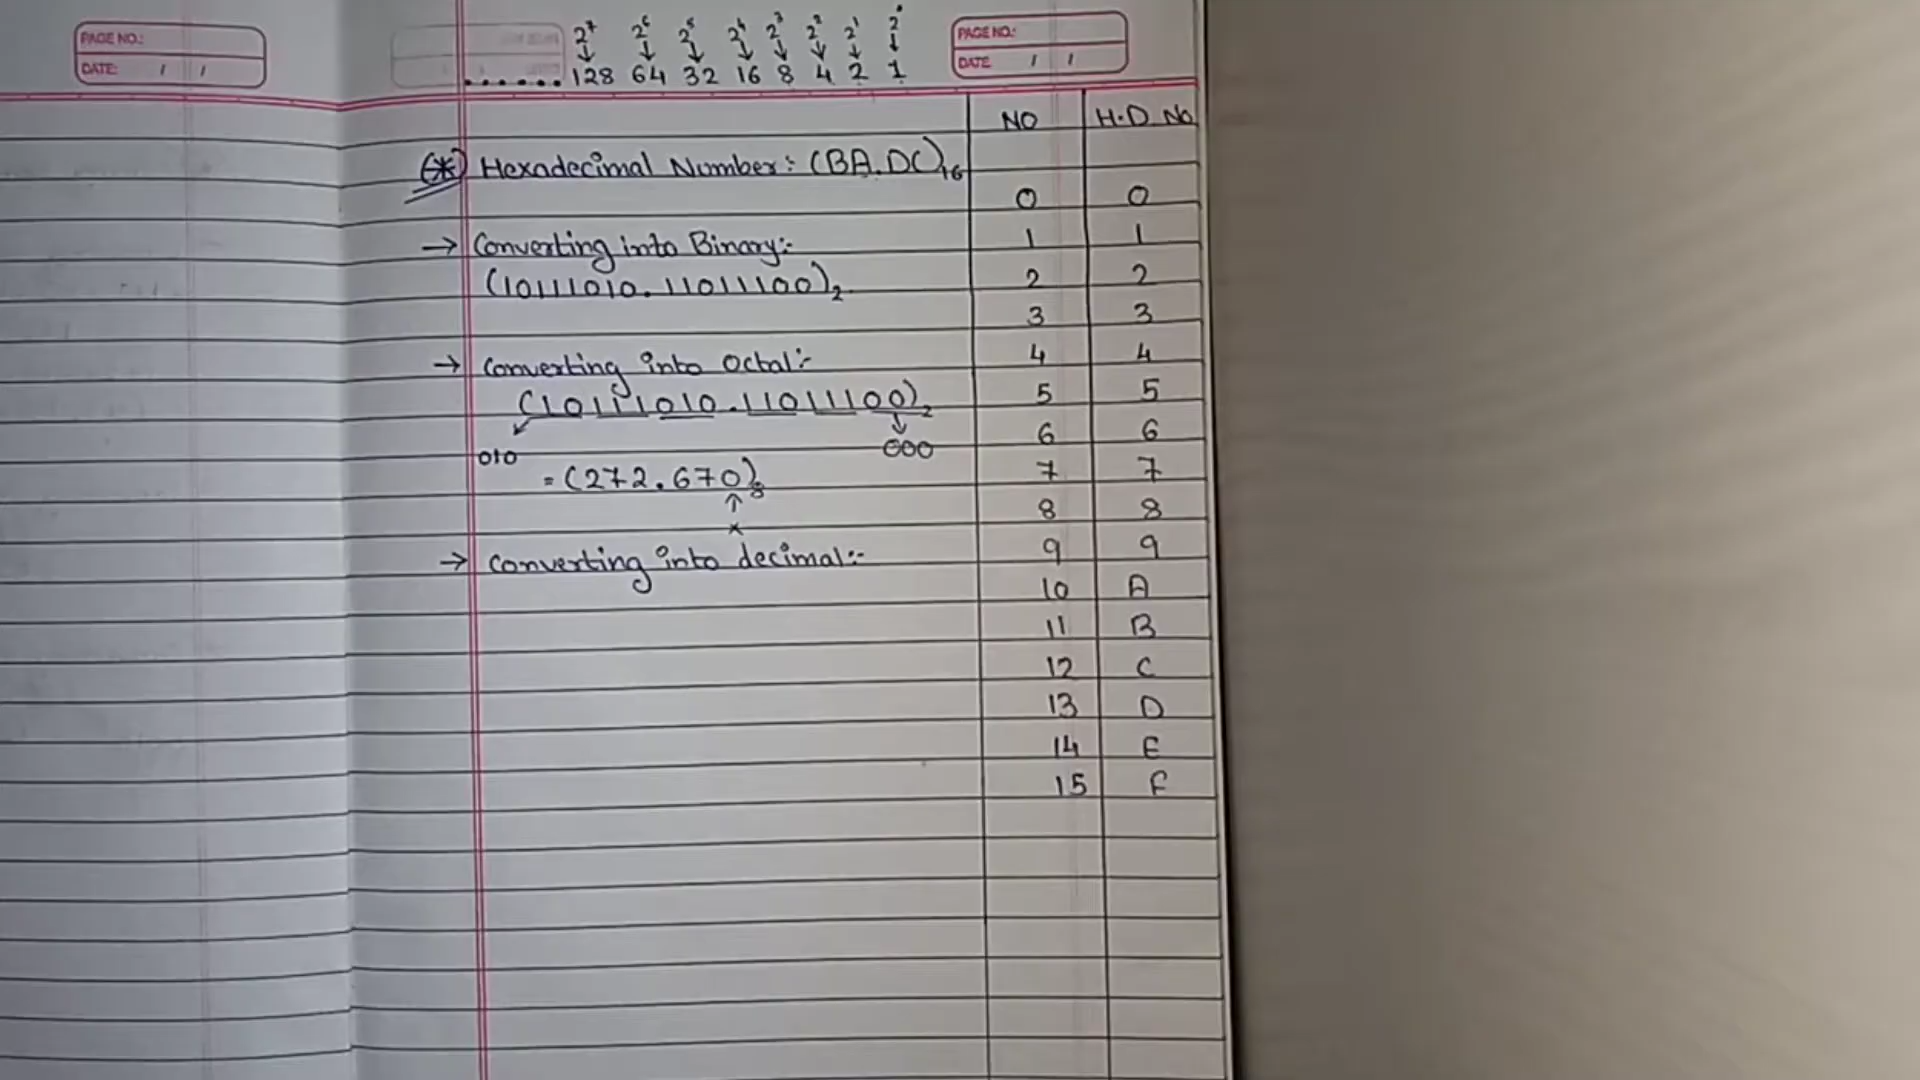 PAGE NO.:
DATE: / /
2⁷ 2⁶ 2⁵ 2⁴ 2³ 2² 2¹ 2⁰
↓ ↓ ↓ ↓ ↓ ↓ ↓ ↓
...... 128 64 32 16 8 4 2 1
PAGE NO.:
DATE / /
(*) Hexadecimal Number:- (BA.DC)₁₆
→ Converting into Binary:-
(10111010.11011100)₂
→ Converting into Octal:-
(10111010.11011100)₂
010 000
= (272.670)₈
↑
x
→ Converting into decimal:-
NO H.D No
0 0
1 1
2 2
3 3
4 4
5 5
6 6
7 7
8 8
9 9
10 A
11 B
12 C
13 D
14 E
15 F